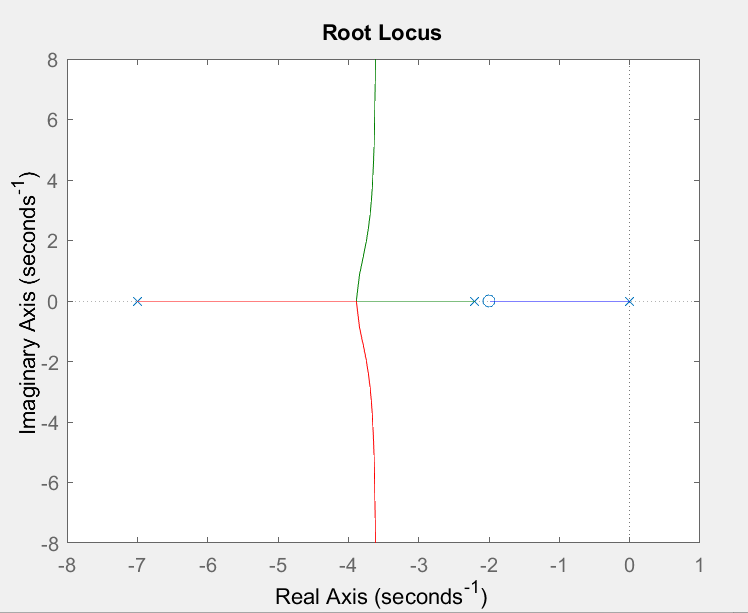 Root Locus
8
6
4
2
0
-2
-4
-6
-8
Imaginary Axis (seconds⁻¹)
-8 -7 -6 -5 -4 -3 -2 -1 0 1
Real Axis (seconds⁻¹)